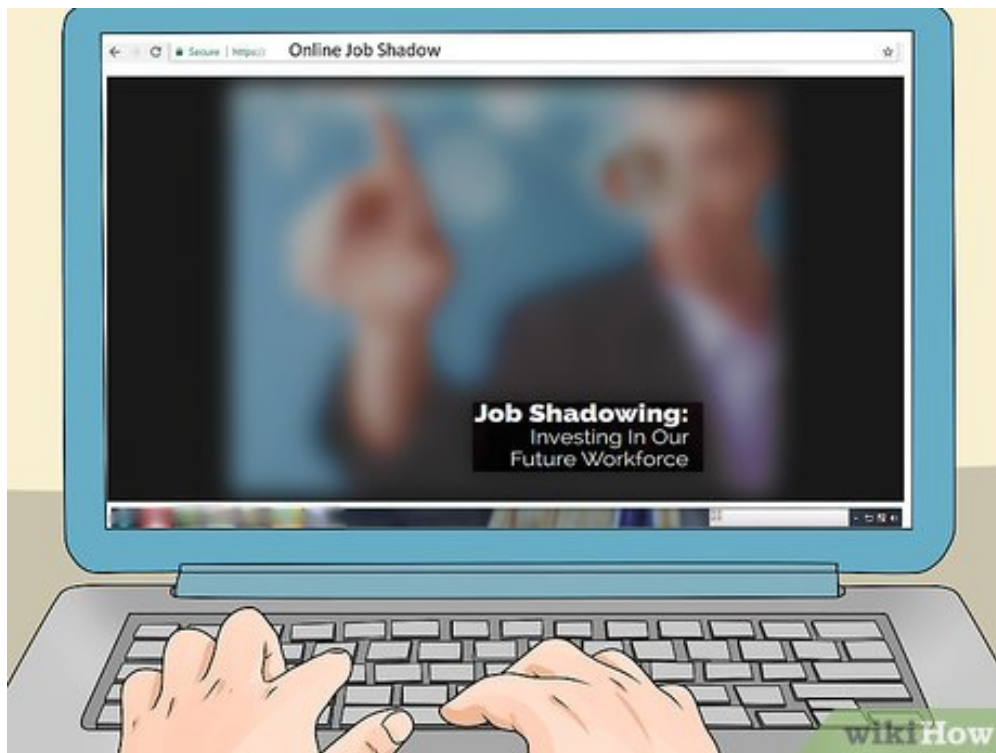 Secure | https:// Online Job Shadow
Job Shadowing:
Investing In Our
Future Workforce
wikiHow